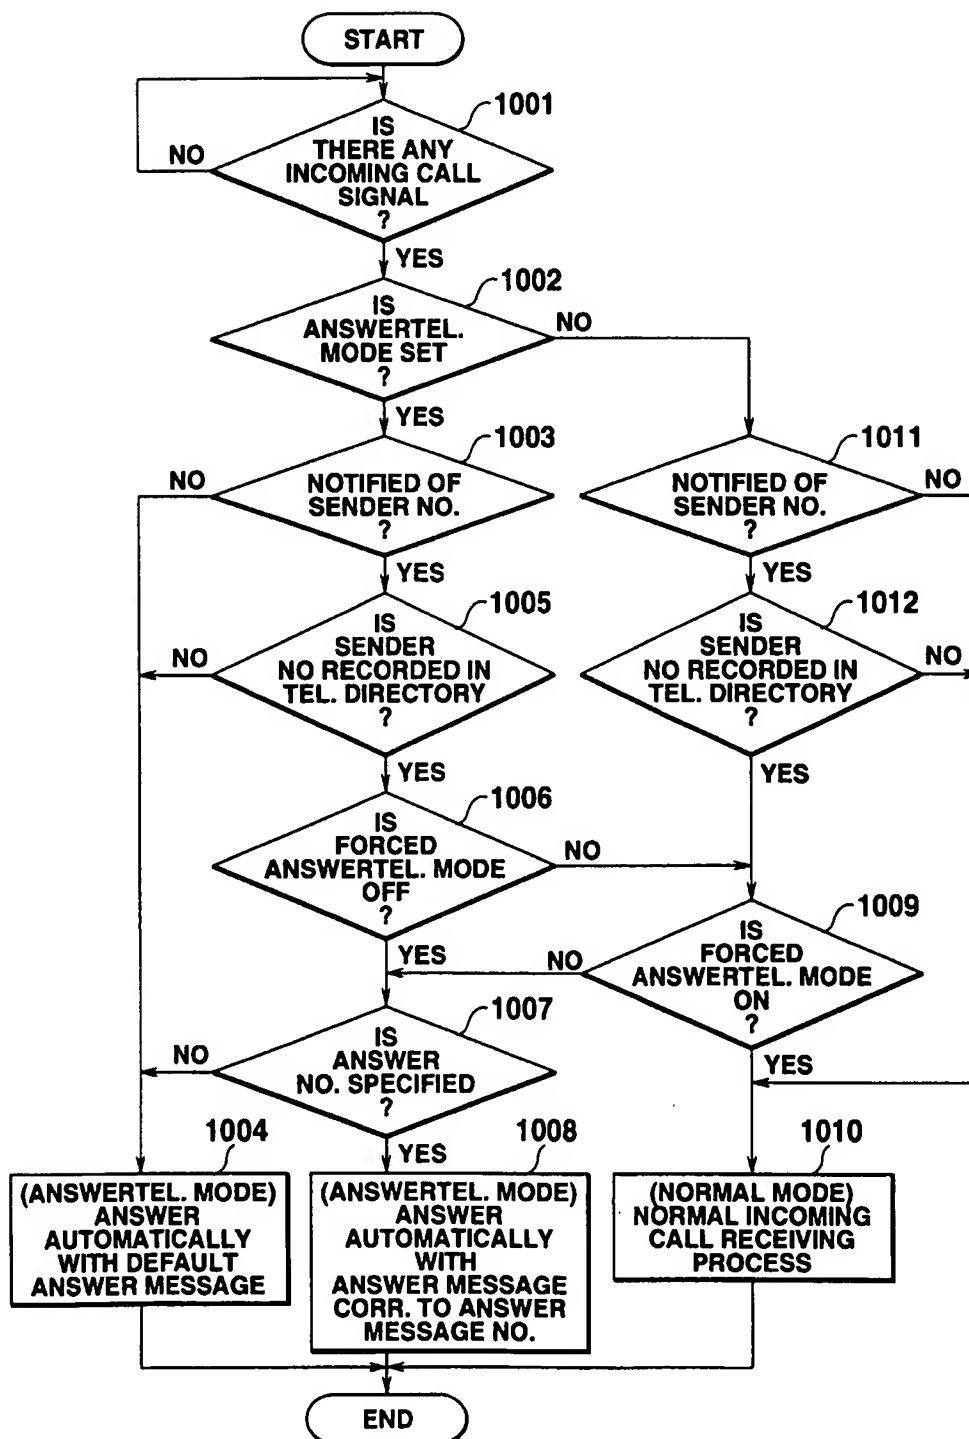 START
1001
IS
THERE ANY
INCOMING CALL
SIGNAL
?
NO
YES
1002
IS
ANSWERTEL.
MODE SET
?
NO
YES
1003
NOTIFIED OF
SENDER NO.
?
NO
YES
1011
NOTIFIED OF
SENDER NO.
?
NO
YES
1005
IS
SENDER
NO RECORDED IN
TEL. DIRECTORY
?
NO
YES
1012
IS
SENDER
NO RECORDED IN
TEL. DIRECTORY
?
NO
YES
1006
IS
FORCED
ANSWERTEL. MODE
OFF
?
NO
YES
1009
IS
FORCED
ANSWERTEL. MODE
ON
?
NO
YES
1007
IS
ANSWER
NO. SPECIFIED
?
NO
YES
1004
(ANSWERTEL. MODE)
ANSWER
AUTOMATICALLY
WITH DEFAULT
ANSWER MESSAGE
1008
(ANSWERTEL. MODE)
ANSWER
AUTOMATICALLY
WITH
ANSWER MESSAGE
CORR. TO ANSWER
MESSAGE NO.
1010
(NORMAL MODE)
NORMAL INCOMING
CALL RECEIVING
PROCESS
END